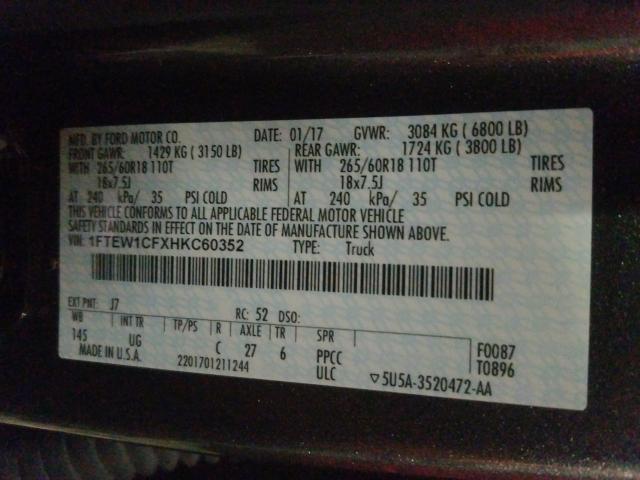 MFD. BY FORD MOTOR CO. DATE: 01/17 GVWR: 3084 KG ( 6800 LB)
FRONT GAWR: 1429 KG ( 3150 LB) REAR GAWR: 1724 KG ( 3800 LB)
WITH 265/60R18 110T TIRES WITH 265/60R18 110T TIRES
18x7.5J RIMS 18x7.5J RIMS
AT 240 kPa/ 35 PSI COLD AT 240 kPa/ 35 PSI COLD
THIS VEHICLE CONFORMS TO ALL APPLICABLE FEDERAL MOTOR VEHICLE
SAFETY STANDARDS IN EFFECT ON THE DATE OF MANUFACTURE SHOWN ABOVE.
VIN: 1FTEW1CFXHKC60352 TYPE: Truck
EXT PNT: J7 RC: 52 DSO:
WB INT TR TP/PS R AXLE TR SPR
145 UG C 27 6 PPCC F0087
MADE IN U.S.A. 2201701211244 ULC ▽5U5A-3520472-AA T0896